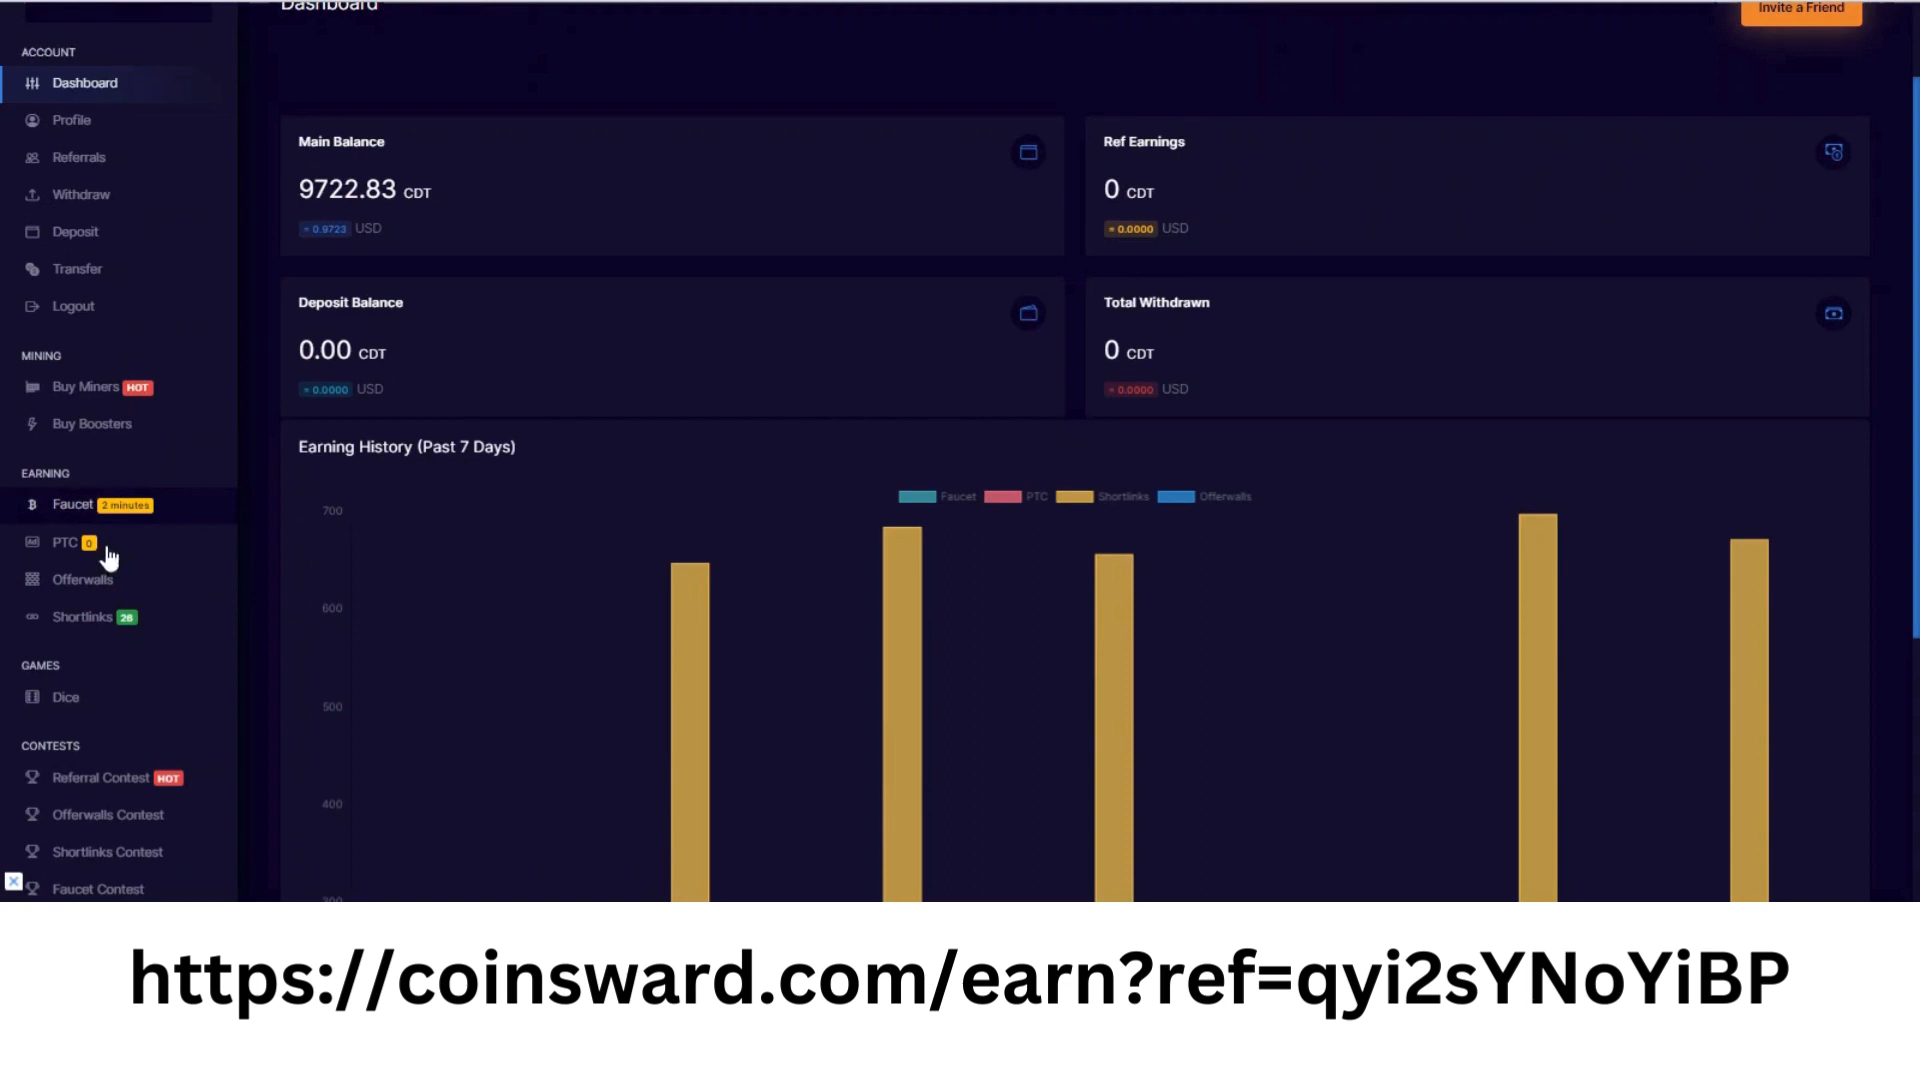 Dashboard
Invite a Friend
ACCOUNT
Dashboard
Profile
Referrals
Withdraw
Deposit
Transfer
Logout
MINING
Buy Miners HOT
Buy Boosters
EARNING
Faucet 2 minutes
PTC 0
Offerwalls
Shortlinks 26
GAMES
Dice
CONTESTS
Referral Contest HOT
Offerwalls Contest
Shortlinks Contest
Faucet Contest
Main Balance
9722.83 CDT
≈ 0.9723 USD
Ref Earnings
0 CDT
≈ 0.0000 USD
Deposit Balance
0.00 CDT
≈ 0.0000 USD
Total Withdrawn
0 CDT
≈ 0.0000 USD
Earning History (Past 7 Days)
Faucet PTC Shortlinks Offerwalls
700
600
500
400
300
https://coinsward.com/earn?ref=qyi2sYNoYiBP